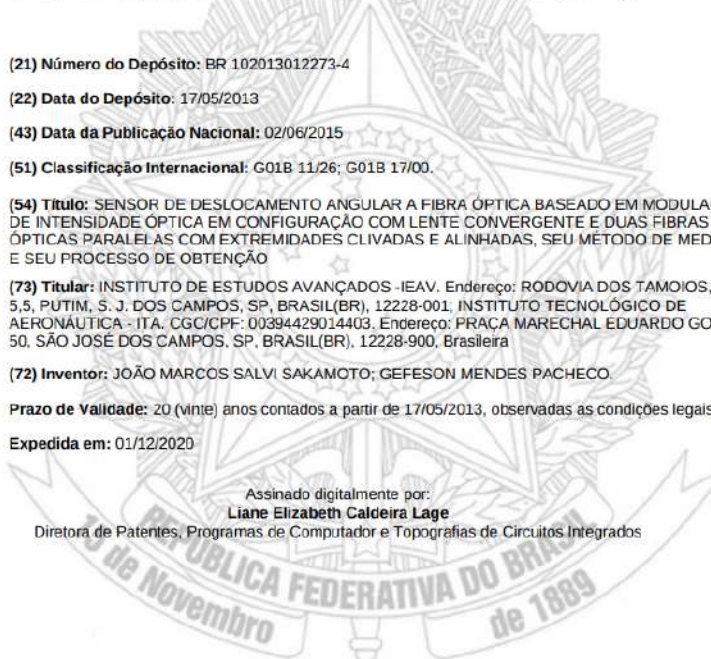 (21) Número do Depósito: BR 102013012273-4
(22) Data do Depósito: 17/05/2013
(43) Data da Publicação Nacional: 02/06/2015
(51) Classificação Internacional: G01B 11/26; G01B 17/00.
(54) Título: SENSOR DE DESLOCAMENTO ANGULAR A FIBRA ÓPTICA BASEADO EM MODULA
DE INTENSIDADE ÓPTICA EM CONFIGURAÇÃO COM LENTE CONVERGENTE E DUAS FIBRAS
ÓPTICAS PARALELAS COM EXTREMIDADES CLIVADAS E ALINHADAS, SEU MÉTODO DE MED
E SEU PROCESSO DE OBTENÇÃO
(73) Titular: INSTITUTO DE ESTUDOS AVANÇADOS -IEAV. Endereço: RODOVIA DOS TAMOIOS,
5,5, PUTIM, S. J. DOS CAMPOS, SP, BRASIL(BR), 12228-001; INSTITUTO TECNOLÓGICO DE
AERONÁUTICA - ITA. CGC/CPF: 00394429014403. Endereço: PRAÇA MARECHAL EDUARDO GO
50, SÃO JOSÉ DOS CAMPOS, SP, BRASIL(BR), 12228-900, Brasileira
(72) Inventor: JOÃO MARCOS SALVI SAKAMOTO; GEFESON MENDES PACHECO.
Prazo de Validade: 20 (vinte) anos contados a partir de 17/05/2013, observadas as condições legais
Expedida em: 01/12/2020
Assinado digitalmente por:
Liane Elizabeth Caldeira Lage
Diretora de Patentes, Programas de Computador e Topografias de Circuitos Integrados
REPÚBLICA FEDERATIVA DO BRASIL
de Novembro
de 1889